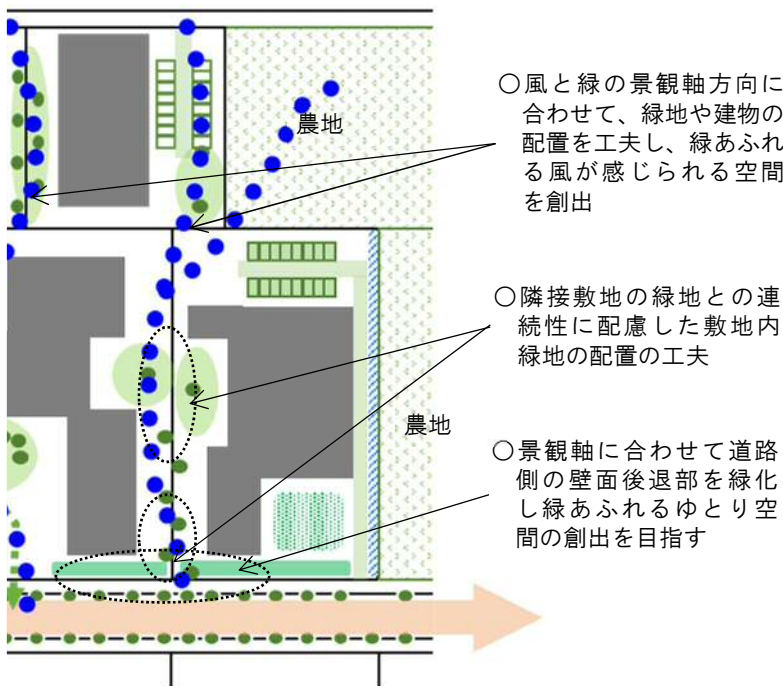 ○風と緑の景観軸方向に
合わせて、緑地や建物の
配置を工夫し、緑あふれ
る風が感じられる空間
を創出
農地
○隣接敷地の緑地との連
続性に配慮した敷地内
緑地の配置の工夫
農地
○景観軸に合わせて道路
側の壁面後退部を緑化
し緑あふれるゆとり空
間の創出を目指す